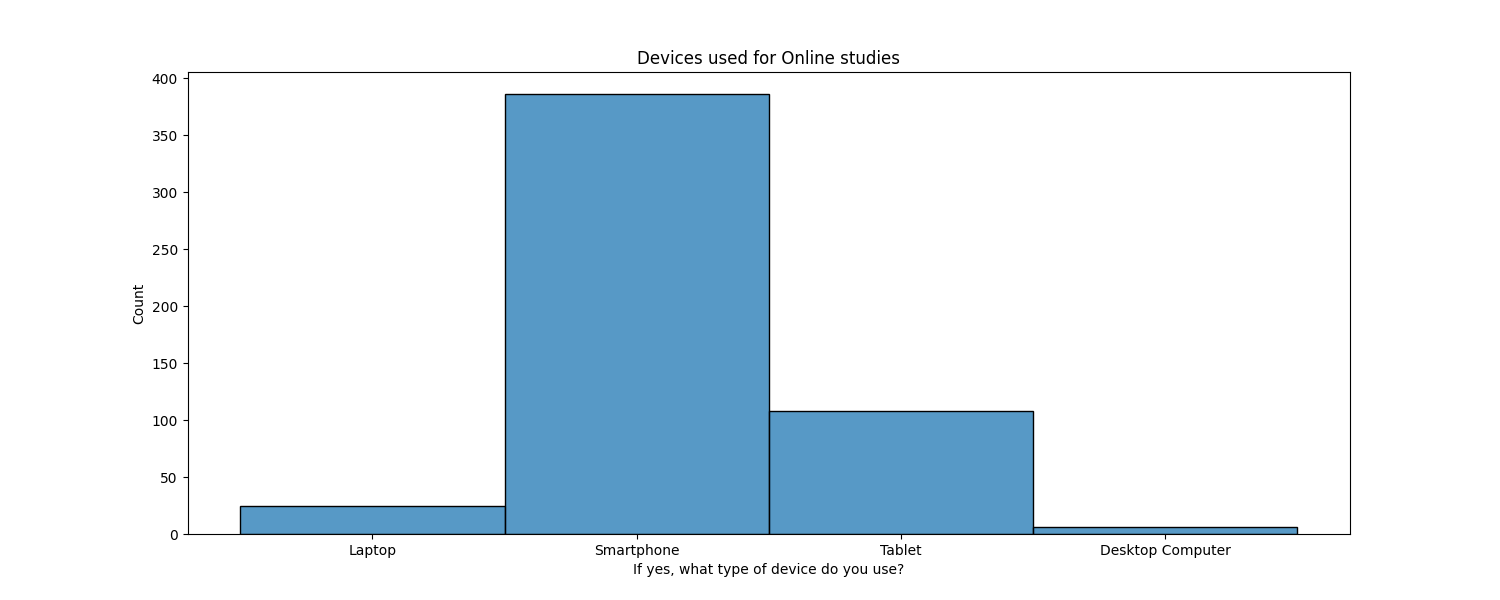 Devices used for Online studies
400
350
300
250
200
150
100
50
0
Count
Laptop Smartphone Tablet Desktop Computer
If yes, what type of device do you use?